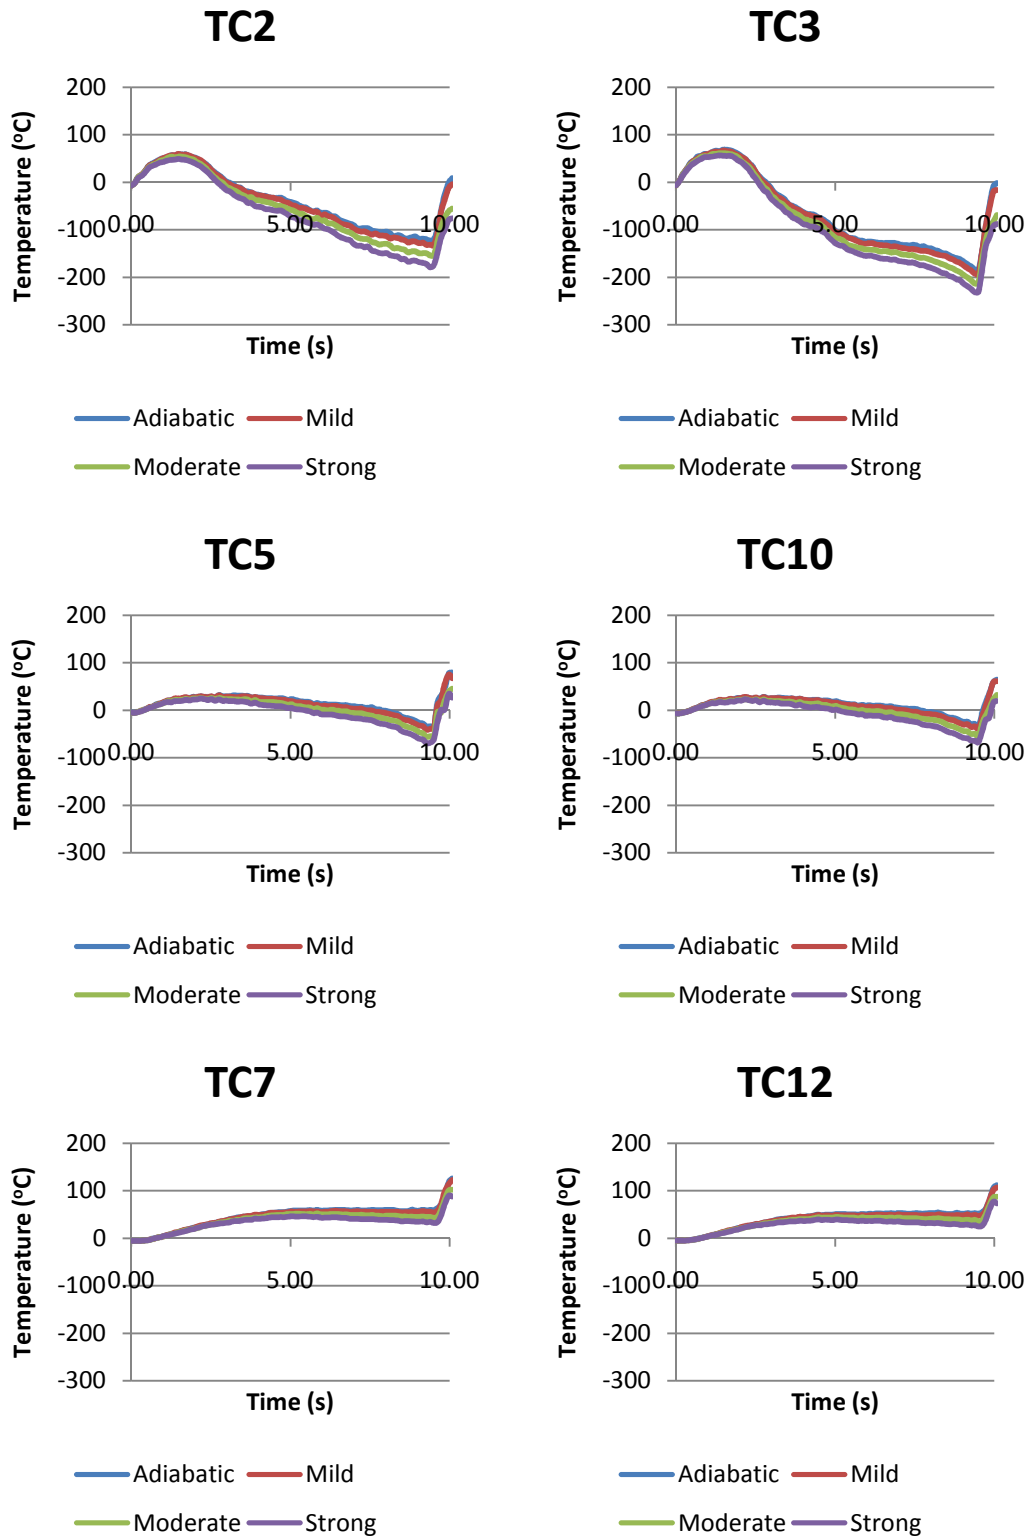 TC2
200
100
0
-100
-200
-300
0.00 5.00 10.00
Temperature (ºC)
Time (s)
Adiabatic Mild
Moderate Strong
TC3
200
100
0
-100
-200
-300
0.00 5.00 10.00
Temperature (ºC)
Time (s)
Adiabatic Mild
Moderate Strong
TC5
200
100
0
-100
-200
-300
0.00 5.00 10.00
Temperature (ºC)
Time (s)
Adiabatic Mild
Moderate Strong
TC10
200
100
0
-100
-200
-300
0.00 5.00 10.00
Temperature (ºC)
Time (s)
Adiabatic Mild
Moderate Strong
TC7
200
100
0
-100
-200
-300
0.00 5.00 10.00
Temperature (ºC)
Time (s)
Adiabatic Mild
Moderate Strong
TC12
200
100
0
-100
-200
-300
0.00 5.00 10.00
Temperature (ºC)
Time (s)
Adiabatic Mild
Moderate Strong